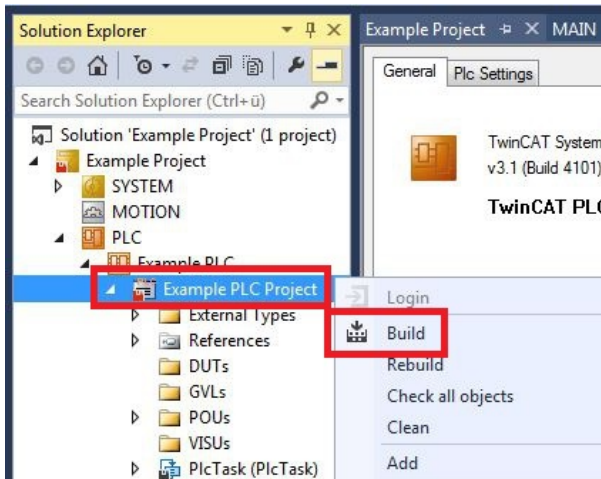 Solution Explorer
Search Solution Explorer (Ctrl+ü)
Solution 'Example Project' (1 project)
Example Project
SYSTEM
MOTION
PLC
Example PLC
Example PLC Project
External Types
References
DUTs
GVLs
POUs
VISUs
PlcTask (PlcTask)
Example Project MAIN
General Plc Settings
TwinCAT System
v3.1 (Build 4101)
TwinCAT PLC
Login
Build
Rebuild
Check all objects
Clean
Add